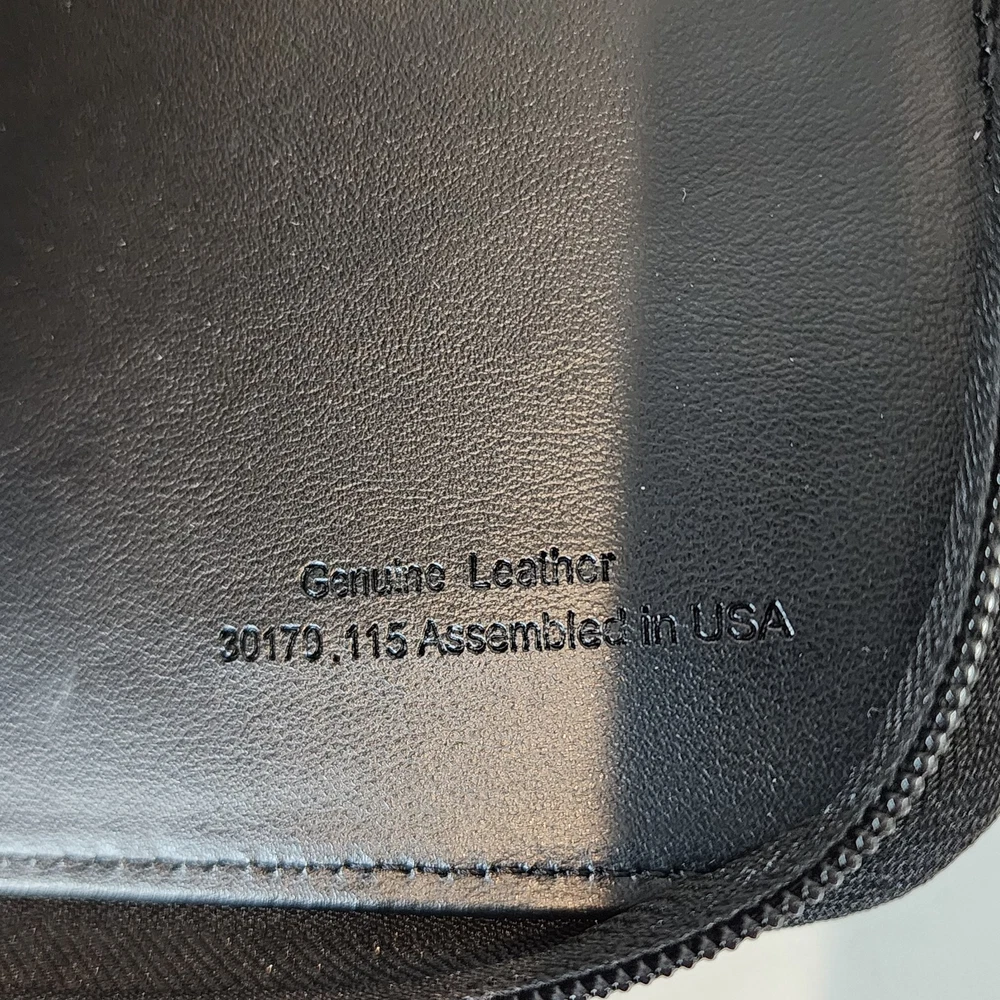 Genuine Leather
30179.115 Assembled in USA